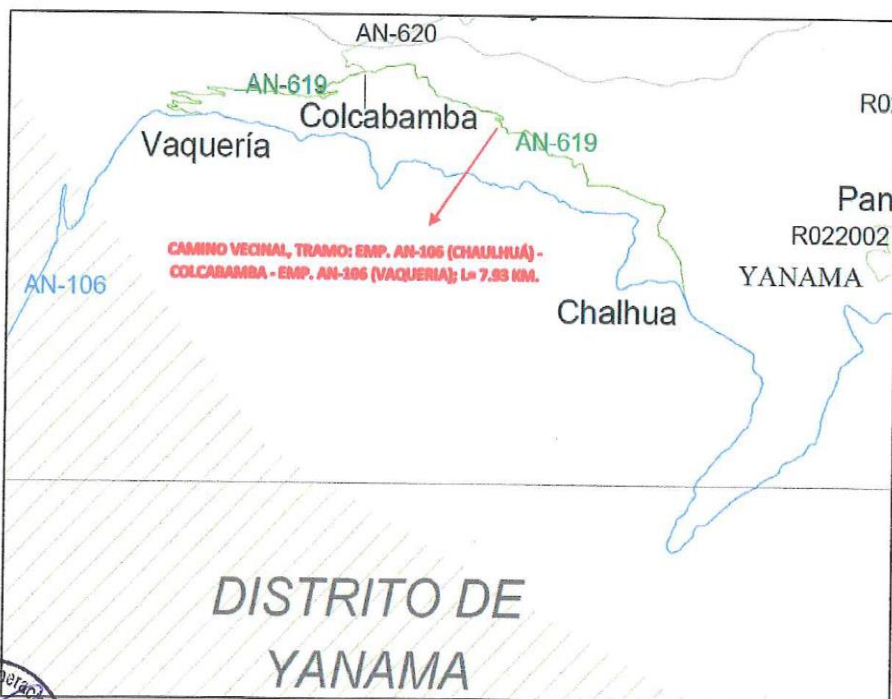 AN-620
AN-619
Colcabamba
R02
Vaquería
AN-619
Pan
CAMINO VECINAL, TRAMO: EMP. AN-106 (CHAULHUÁ) -
COLCABAMBA - EMP. AN-106 (VAQUERIA); L= 7.93 KM.
R022002
AN-106
YANAMA
Chalhua
DISTRITO DE
YANAMA